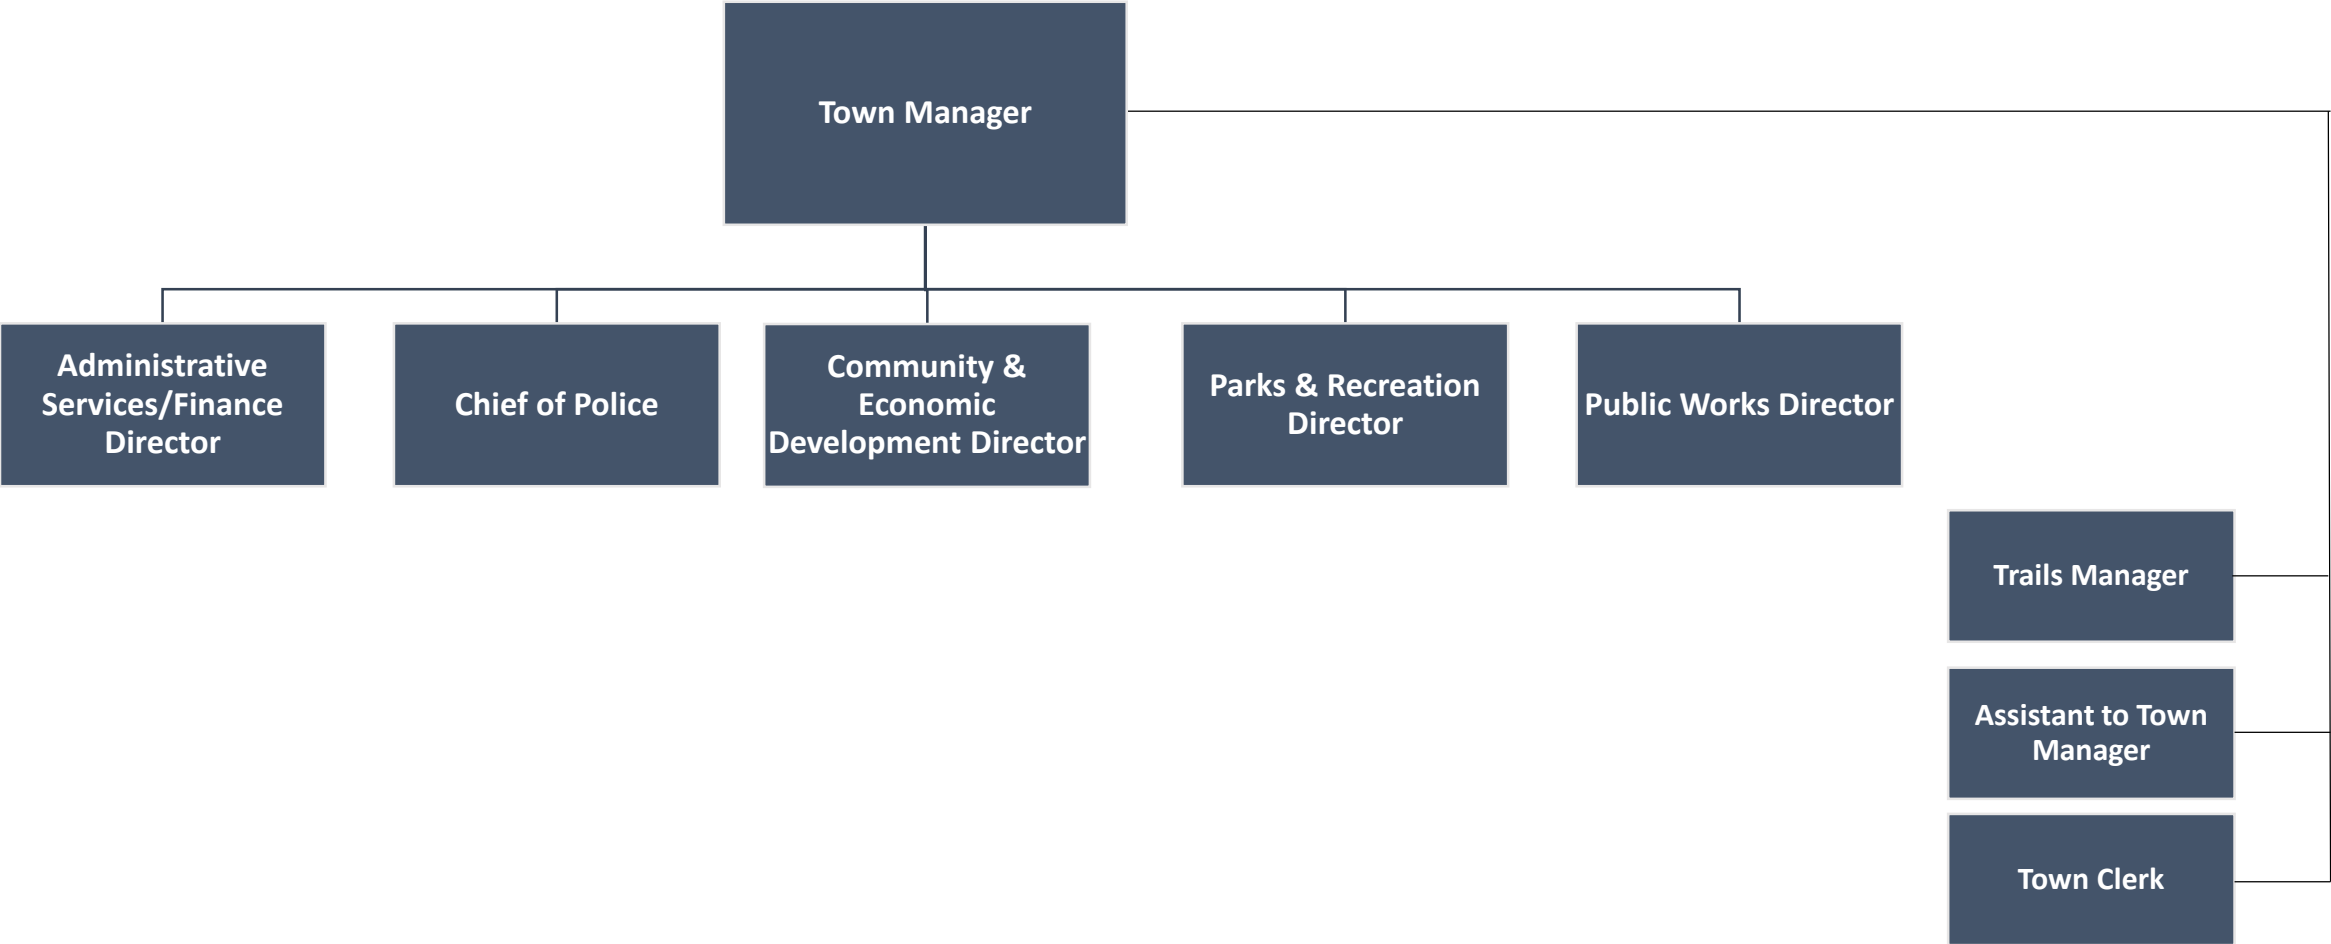 Town Manager
Administrative
Services/Finance
Director
Chief of Police
Community &
Economic
Development Director
Parks & Recreation
Director
Public Works Director
Trails Manager
Assistant to Town
Manager
Town Clerk